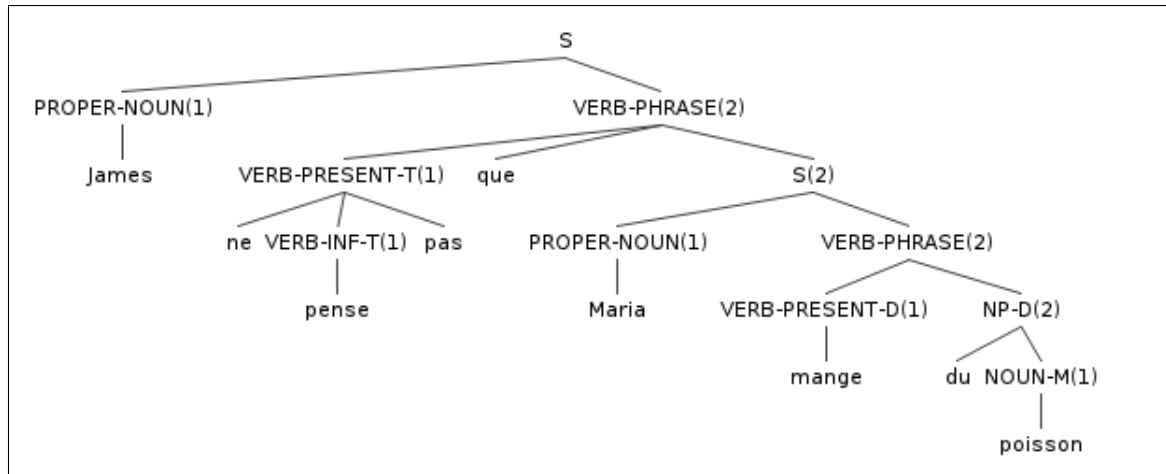 S
PROPER-NOUN(1) VERB-PHRASE(2)
James VERB-PRESENT-T(1) que S(2)
ne VERB-INF-T(1) pas PROPER-NOUN(1) VERB-PHRASE(2)
pense Maria VERB-PRESENT-D(1) NP-D(2)
mange du NOUN-M(1)
poisson